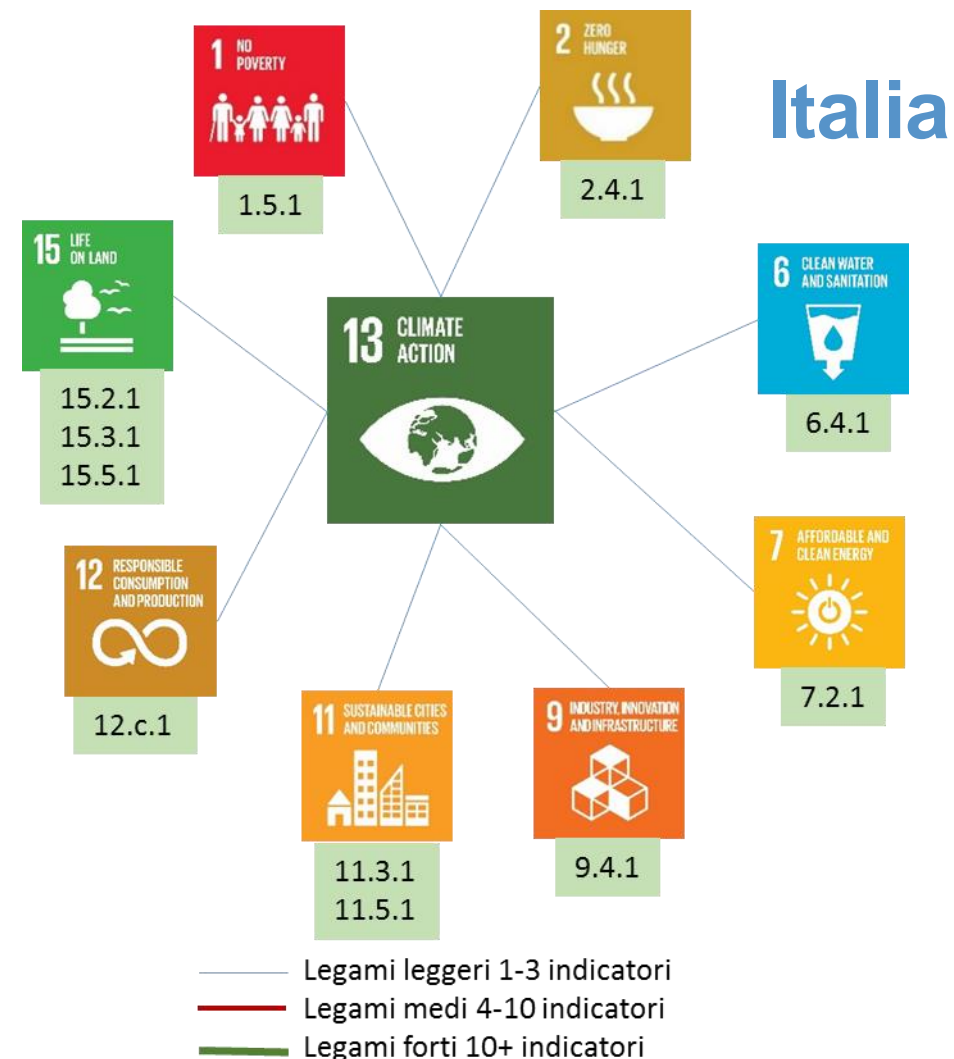 1 NO
POVERTY
1.5.1
2 ZERO
HUNGER
2.4.1
Italia
15 LIFE
ON LAND
15.2.1
15.3.1
15.5.1
13 CLIMATE
ACTION
6 CLEAN WATER
AND SANITATION
6.4.1
12 RESPONSIBLE
CONSUMPTION
AND PRODUCTION
12.c.1
7 AFFORDABLE AND
CLEAN ENERGY
7.2.1
11 SUSTAINABLE CITIES
AND COMMUNITIES
11.3.1
11.5.1
9 INDUSTRY, INNOVATION
AND INFRASTRUCTURE
9.4.1
Legami leggeri 1-3 indicatori
Legami medi 4-10 indicatori
Legami forti 10+ indicatori